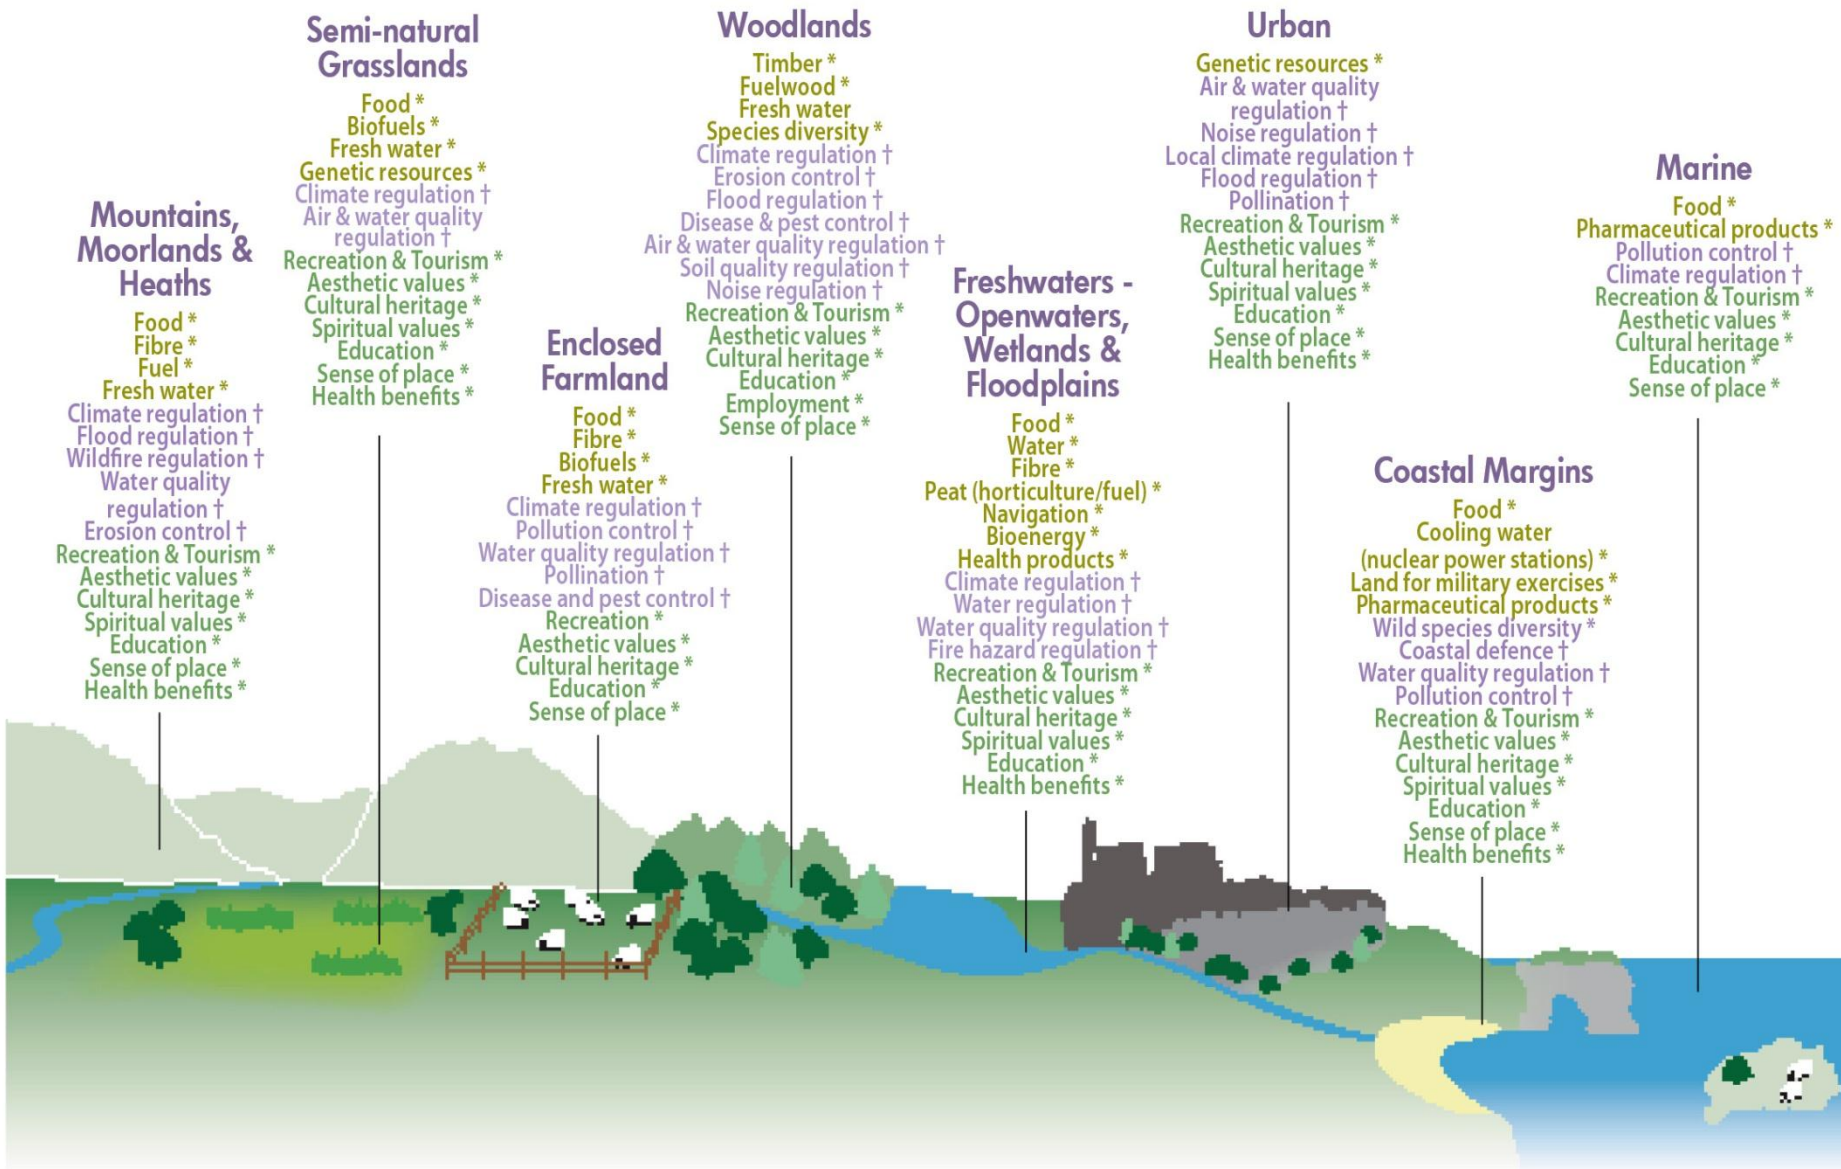 Mountains,
Moorlands &
Heaths
Food *
Fibre *
Fuel *
Fresh water *
Climate regulation †
Flood regulation †
Wildfire regulation †
Water quality
regulation †
Erosion control †
Recreation & Tourism *
Aesthetic values *
Cultural heritage *
Spiritual values *
Education *
Sense of place *
Health benefits *
Semi-natural
Grasslands
Food *
Biofuels *
Fresh water *
Genetic resources *
Climate regulation †
Air & water quality
regulation †
Recreation & Tourism *
Aesthetic values *
Cultural heritage *
Spiritual values *
Education *
Sense of place *
Health benefits *
Enclosed
Farmland
Food *
Fibre *
Biofuels *
Fresh water *
Climate regulation †
Pollution control †
Water quality regulation †
Pollination †
Disease and pest control †
Recreation *
Aesthetic values *
Cultural heritage *
Education *
Sense of place *
Woodlands
Timber *
Fuelwood *
Fresh water
Species diversity *
Climate regulation †
Erosion control †
Flood regulation †
Disease & pest control †
Air & water quality regulation †
Soil quality regulation †
Noise regulation †
Recreation & Tourism *
Aesthetic values *
Cultural heritage *
Education *
Employment *
Sense of place *
Freshwaters -
Openwaters,
Wetlands &
Floodplains
Food *
Water *
Fibre *
Peat (horticulture/fuel) *
Navigation *
Bioenergy *
Health products *
Climate regulation †
Water regulation †
Water quality regulation †
Fire hazard regulation †
Recreation & Tourism *
Aesthetic values *
Cultural heritage *
Spiritual values *
Education *
Health benefits *
Urban
Genetic resources *
Air & water quality
regulation †
Noise regulation †
Local climate regulation †
Flood regulation †
Pollination †
Recreation & Tourism *
Aesthetic values *
Cultural heritage *
Spiritual values *
Education *
Sense of place *
Health benefits *
Coastal Margins
Food *
Cooling water
(nuclear power stations) *
Land for military exercises *
Pharmaceutical products *
Wild species diversity *
Coastal defence †
Water quality regulation †
Pollution control †
Recreation & Tourism *
Aesthetic values *
Cultural heritage *
Spiritual values *
Education *
Sense of place *
Health benefits *
Marine
Food *
Pharmaceutical products *
Pollution control †
Climate regulation †
Recreation & Tourism *
Aesthetic values *
Cultural heritage *
Education *
Sense of place *